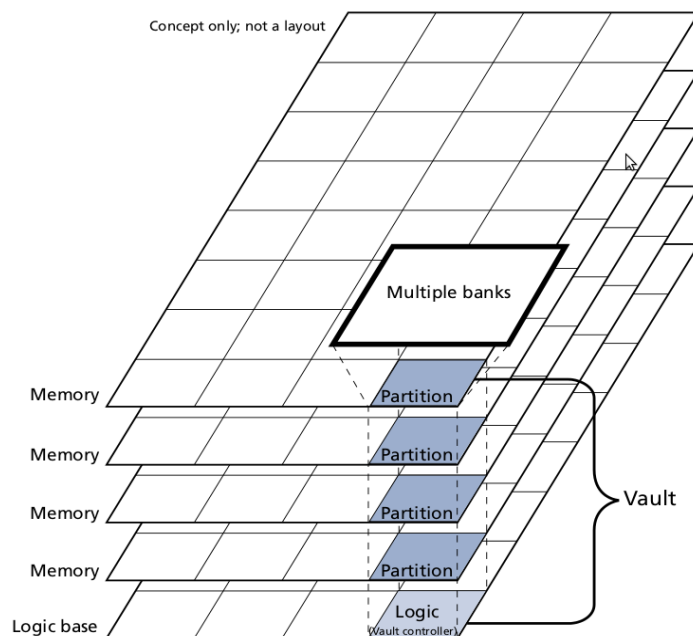 Concept only; not a layout
Multiple banks
Memory
Partition
Memory
Partition
Memory
Partition
Memory
Partition
Vault
Logic base
Logic
(Vault controller)